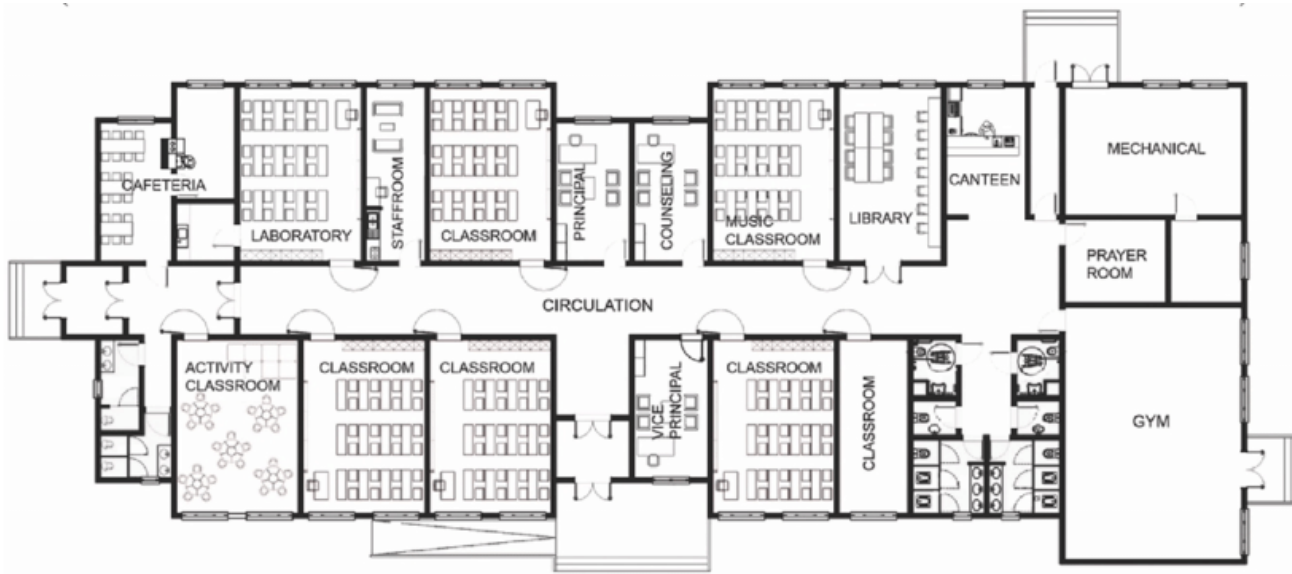 MECHANICAL
CAFETERIA
LABORATORY
STAFFROOM
CLASSROOM
PRINCIPAL
COUNSELING
MUSIC
CLASSROOM
LIBRARY
CANTEEN
PRAYER
ROOM
CIRCULATION
ACTIVITY
CLASSROOM
CLASSROOM
CLASSROOM
VICE
PRINCIPAL
CLASSROOM
CLASSROOM
GYM